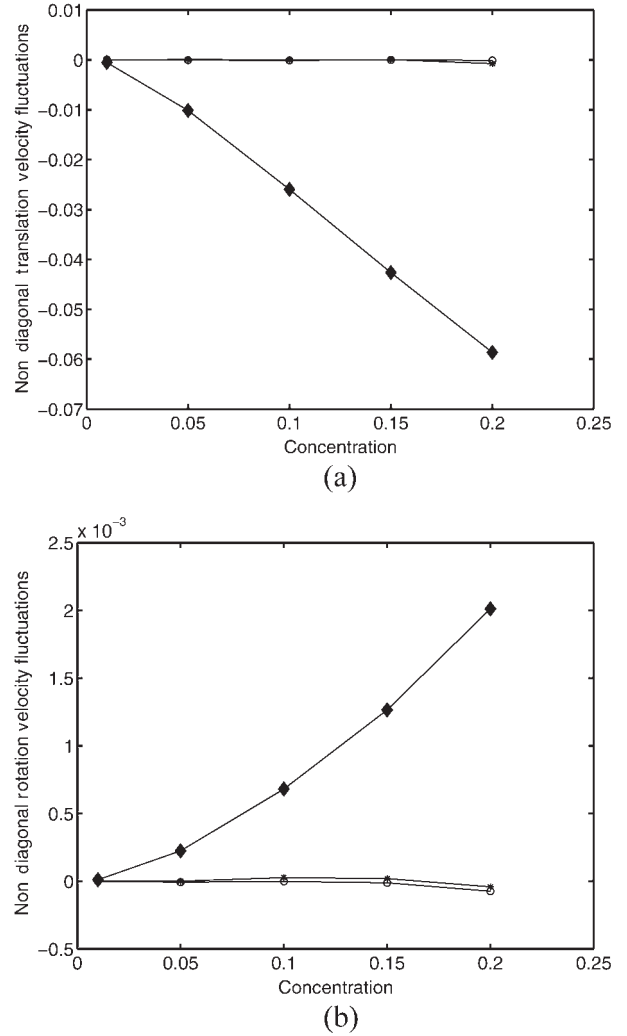 0.01
0
−0.01
−0.02
−0.03
−0.04
−0.05
−0.06
−0.07
Non diagonal translation velocity fluctuations
0 0.05 0.1 0.15 0.2 0.25
Concentration
(a)
x 10⁻³
2.5
2
1.5
1
0.5
0
−0.5
Non diagonal rotation velocity fluctuations
0 0.05 0.1 0.15 0.2 0.25
Concentration
(b)